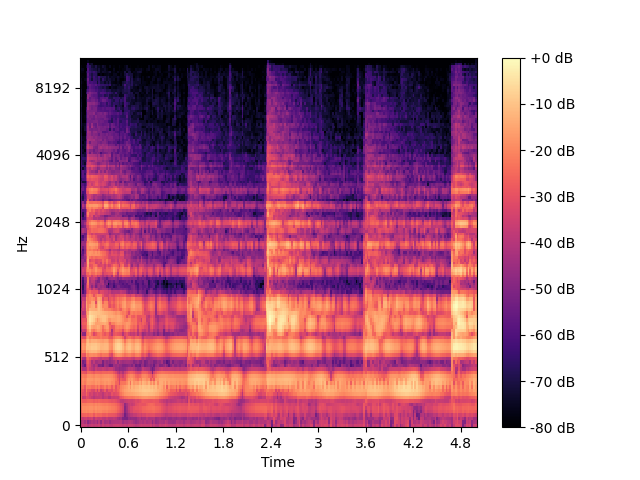 +0 dB
8192
-10 dB
4096
-20 dB
-30 dB
2048
Hz
-40 dB
1024
-50 dB
-60 dB
512
-70 dB
0
-80 dB
0 0.6 1.2 1.8 2.4 3 3.6 4.2 4.8
Time